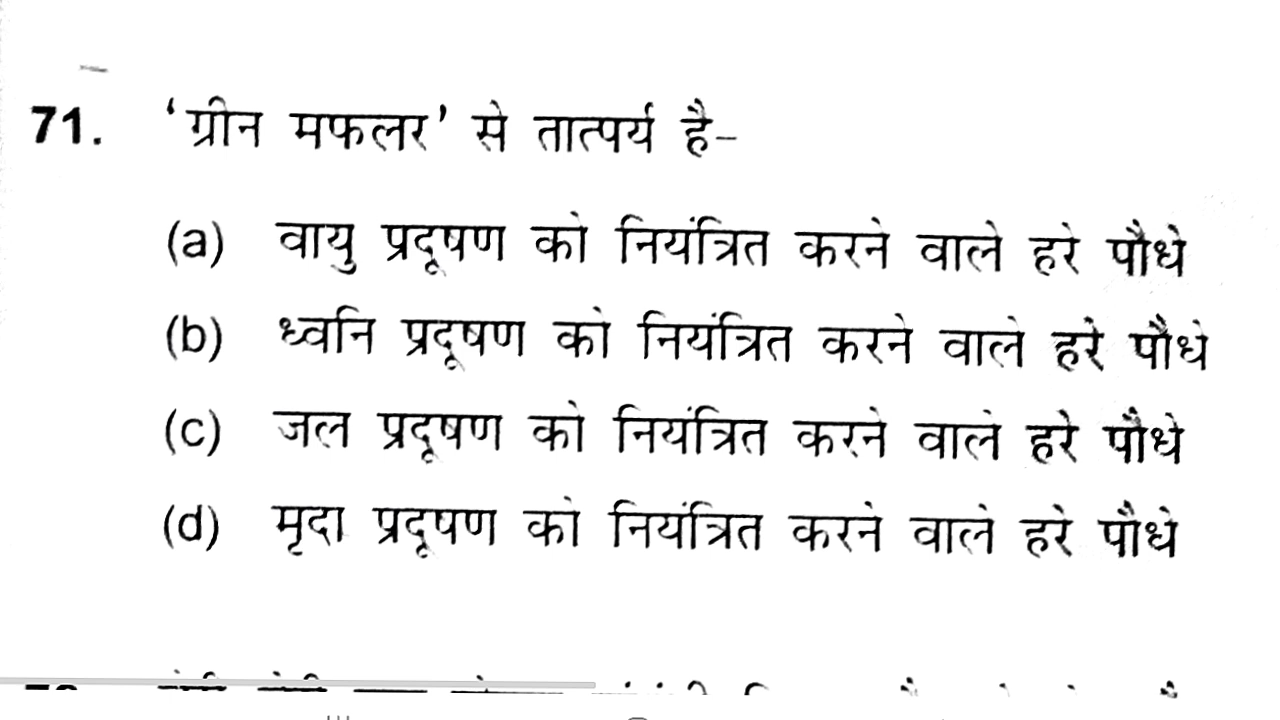 71. 'ग्रीन मफलर' से तात्पर्य है–
(a) वायु प्रदूषण को नियंत्रित करने वाले हरे पौधे
(b) ध्वनि प्रदूषण को नियंत्रित करने वाले हरे पौधे
(c) जल प्रदूषण को नियंत्रित करने वाले हरे पौधे
(d) मृदा प्रदूषण को नियंत्रित करने वाले हरे पौधे